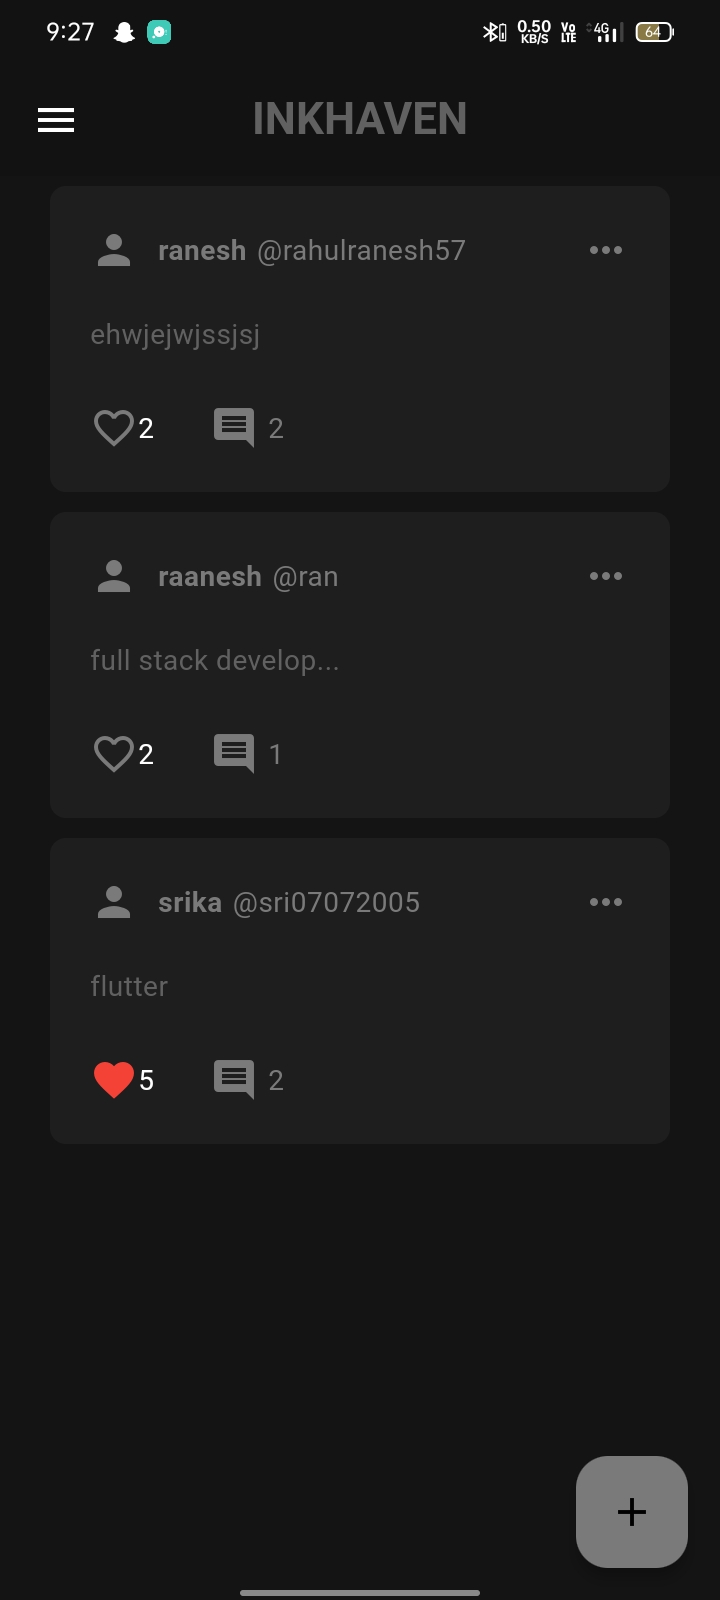 9:27 0.50 KB/S Vo LTE 4G 64
INKHAVEN
ranesh @rahulranesh57
ehwjejwjssjsj
2 2
raanesh @ran
full stack develop...
2 1
srika @sri07072005
flutter
5 2